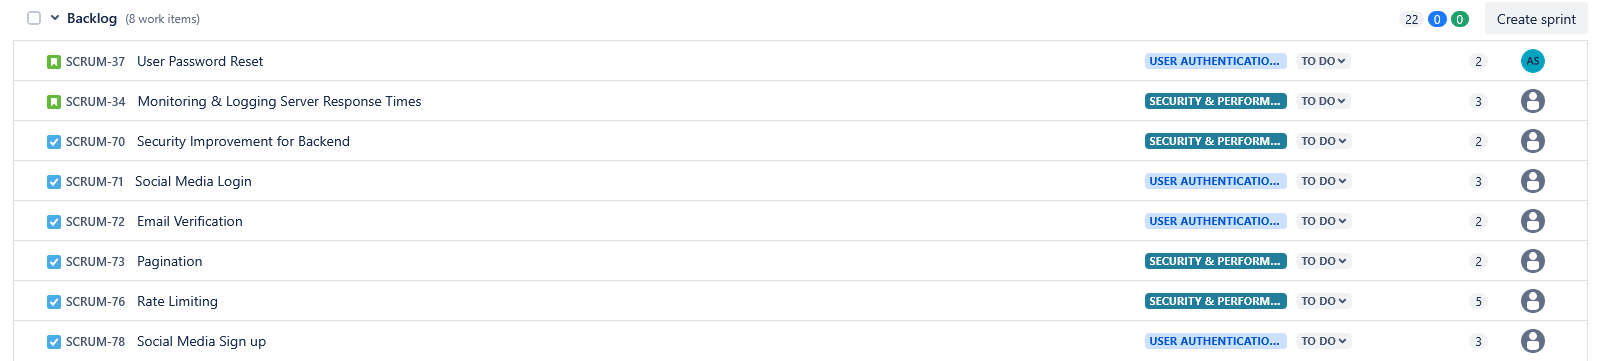 Backlog (8 work items) 22 0 0 Create sprint
SCRUM-37 User Password Reset USER AUTHENTICATIO... TO DO 2 AS
SCRUM-34 Monitoring & Logging Server Response Times SECURITY & PERFORM... TO DO 3
SCRUM-70 Security Improvement for Backend SECURITY & PERFORM... TO DO 2
SCRUM-71 Social Media Login USER AUTHENTICATIO... TO DO 3
SCRUM-72 Email Verification USER AUTHENTICATIO... TO DO 2
SCRUM-73 Pagination SECURITY & PERFORM... TO DO 2
SCRUM-76 Rate Limiting SECURITY & PERFORM... TO DO 5
SCRUM-78 Social Media Sign up USER AUTHENTICATIO... TO DO 3